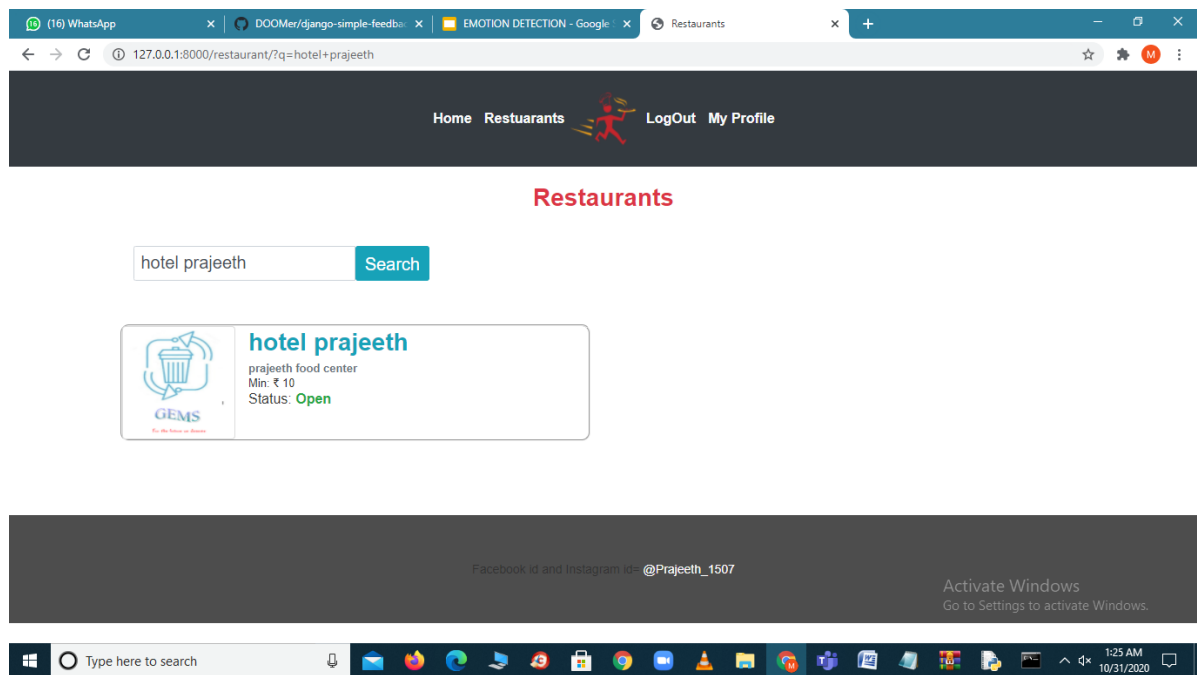 (16) WhatsApp
DOOMer/django-simple-feedbac
EMOTION DETECTION - Google S
Restaurants
127.0.0.1:8000/restaurant/?q=hotel+prajeeth
M
Home Restuarants LogOut My Profile
Restaurants
hotel prajeeth Search
hotel prajeeth
prajeeth food center
Min: ₹ 10
Status: Open
GEMS
Facebook id and Instagram id= @Prajeeth_1507
Activate Windows
Go to Settings to activate Windows.
Type here to search
1:25 AM
10/31/2020